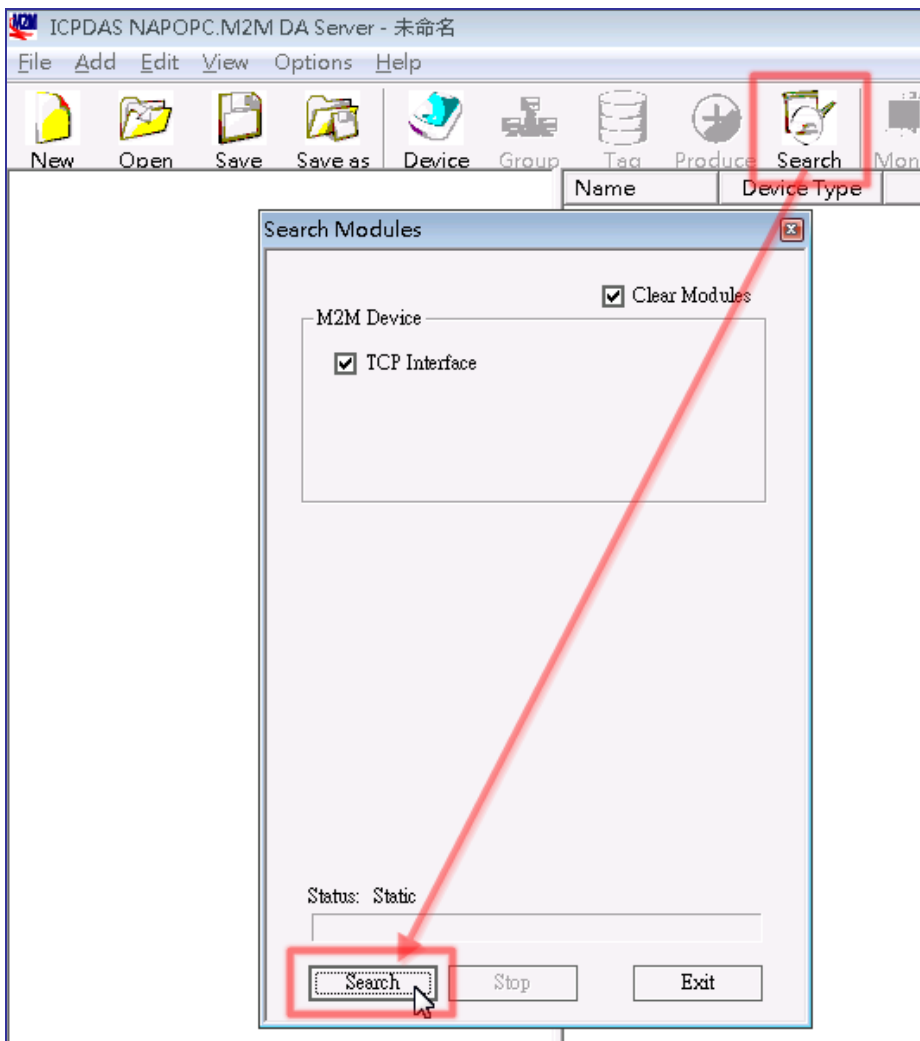 M2M ICPDAS NAPOPC.M2M DA Server - 未命名
File Add Edit View Options Help
New Open Save Save as Device Group Tag Produce Search Mon
Name Device Type
Search Modules
Clear Modules
M2M Device
TCP Interface
Status: Static
Search Stop Exit